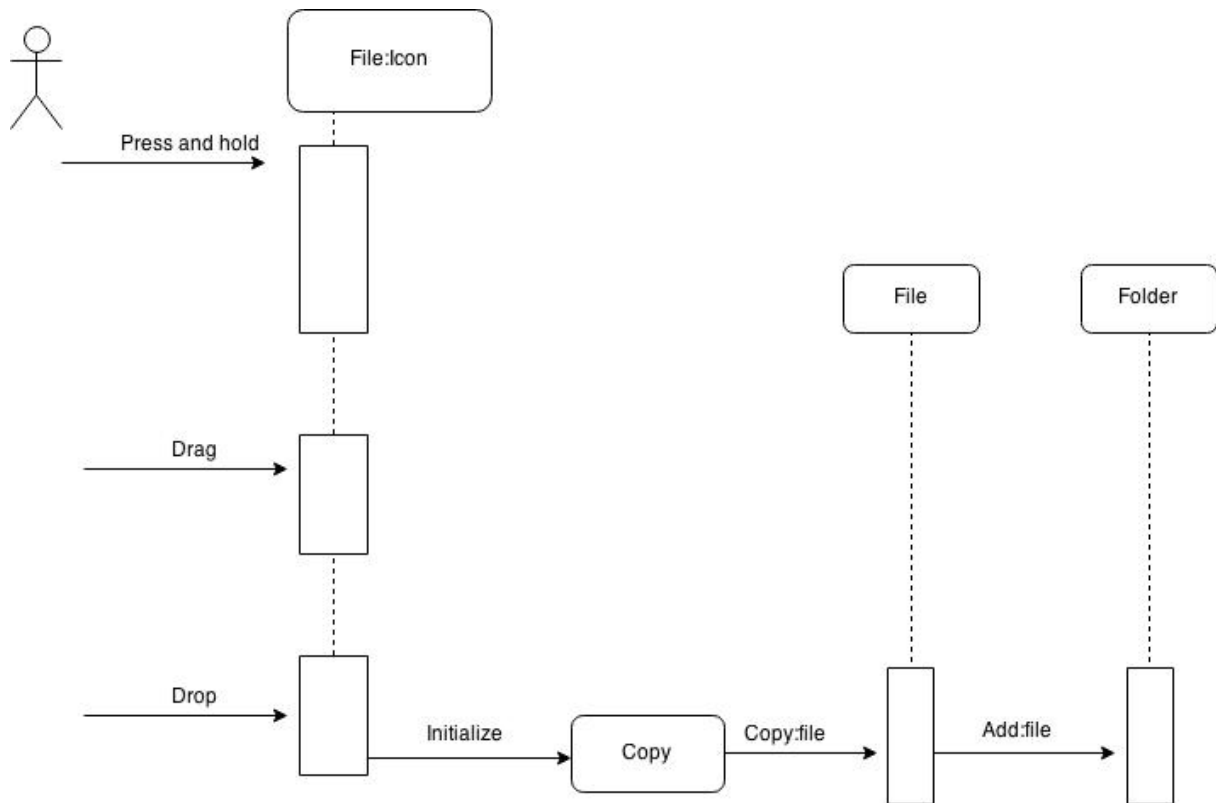 File:Icon
Press and hold
File
Folder
Drag
Drop
Initialize
Copy
Copy:file
Add:file